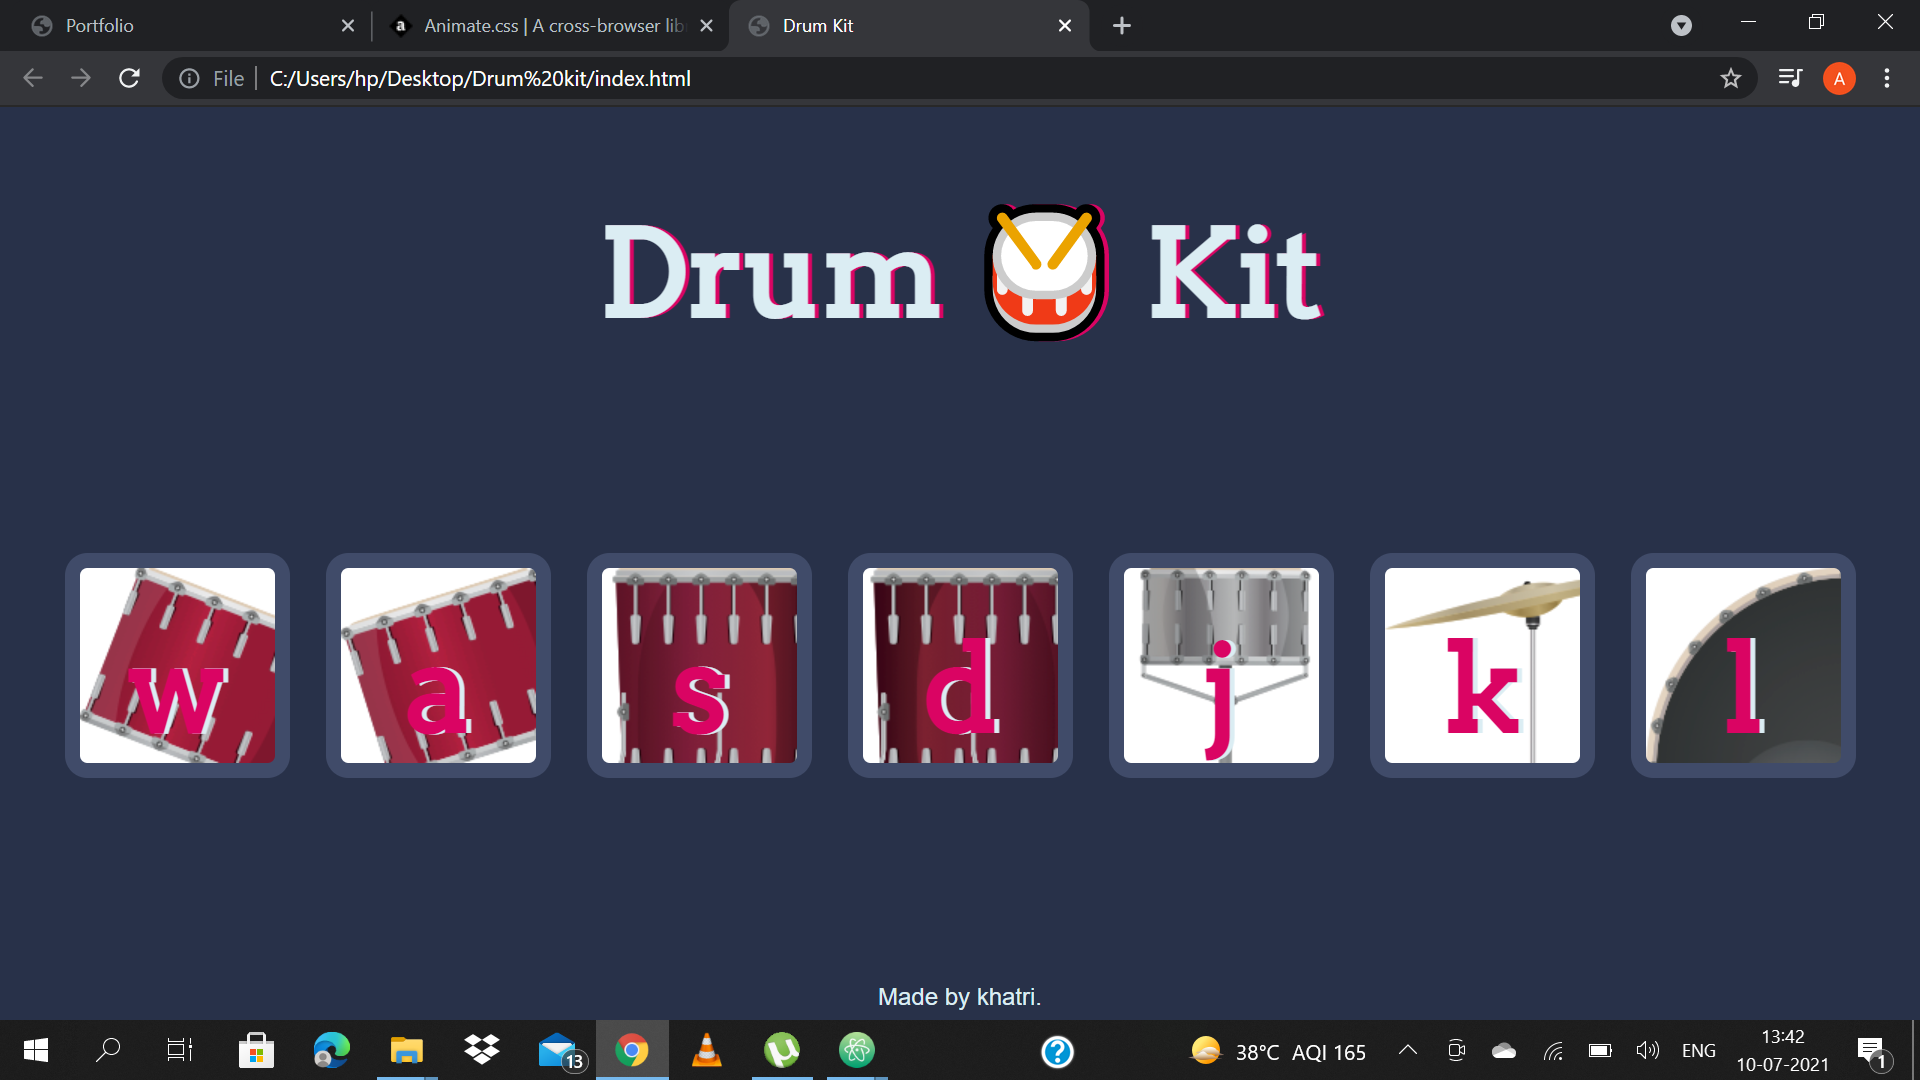 Portfolio
Animate.css | A cross-browser lib
Drum Kit
File
C:/Users/hp/Desktop/Drum%20kit/index.html
A
Drum 🥁 Kit
w a s d j k l
Made by khatri.
13
38°C AQI 165
ENG
13:42
10-07-2021
1